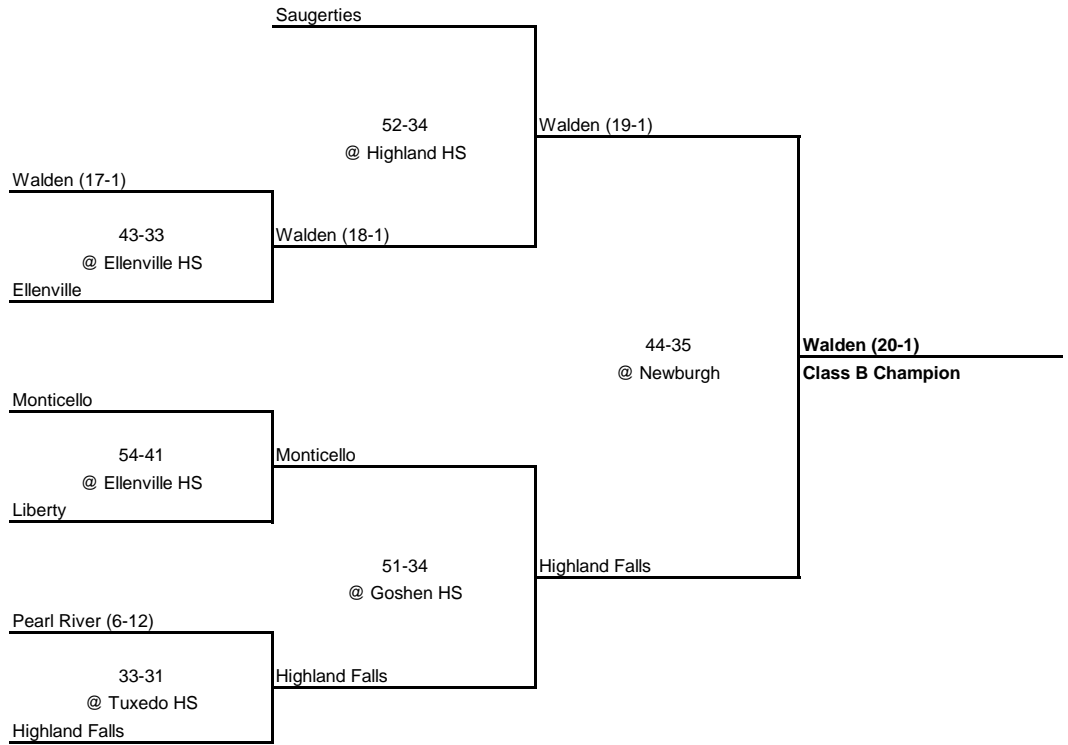 Saugerties
52-34
@ Highland HS
Walden (19-1)
Walden (17-1)
43-33
@ Ellenville HS
Walden (18-1)
Ellenville
44-35
@ Newburgh
Walden (20-1)
Class B Champion
Monticello
54-41
@ Ellenville HS
Monticello
Liberty
51-34
@ Goshen HS
Highland Falls
Pearl River (6-12)
33-31
@ Tuxedo HS
Highland Falls
Highland Falls